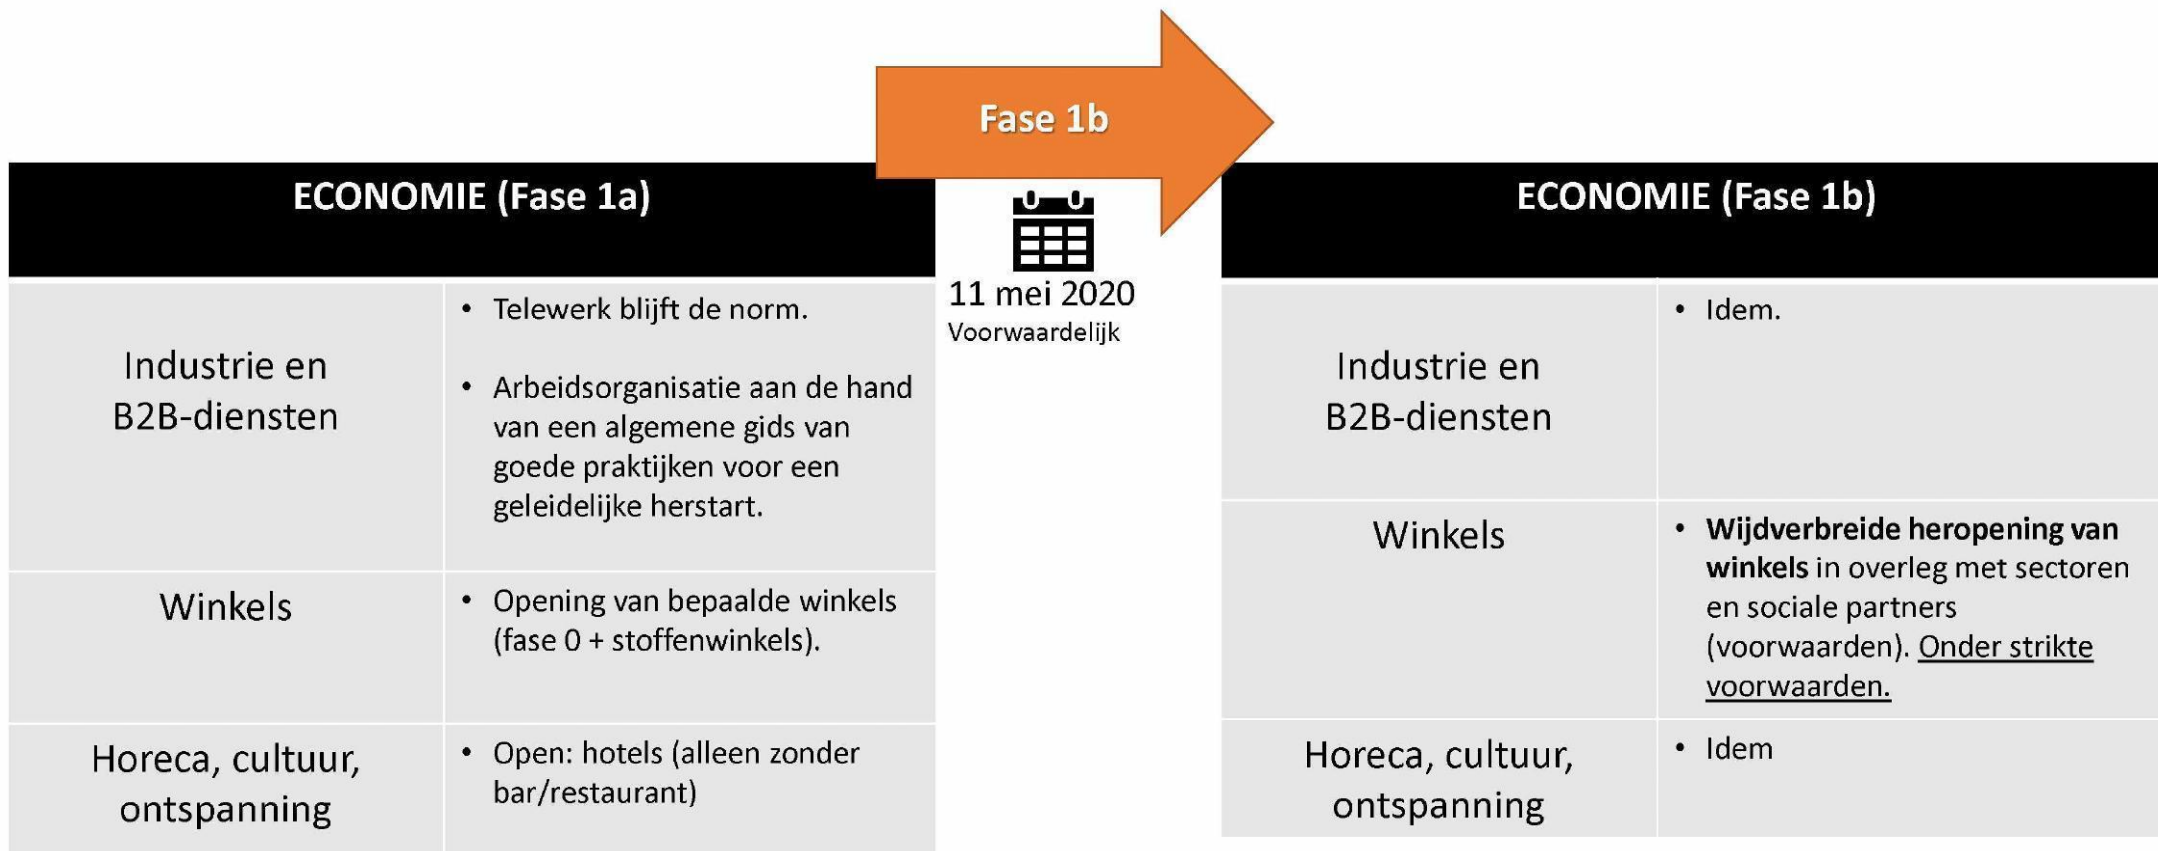 Fase 1b
ECONOMIE (Fase 1a)
11 mei 2020
Voorwaardelijk
Industrie en
B2B-diensten
• Telewerk blijft de norm.
• Arbeidsorganisatie aan de hand
van een algemene gids van
goede praktijken voor een
geleidelijke herstart.
Winkels
• Opening van bepaalde winkels
(fase 0 + stoffenwinkels).
Horeca, cultuur,
ontspanning
• Open: hotels (alleen zonder
bar/restaurant)
ECONOMIE (Fase 1b)
Industrie en
B2B-diensten
• Idem.
Winkels
• Wijdverbreide heropening van
winkels in overleg met sectoren
en sociale partners
(voorwaarden). Onder strikte
voorwaarden.
Horeca, cultuur,
ontspanning
• Idem